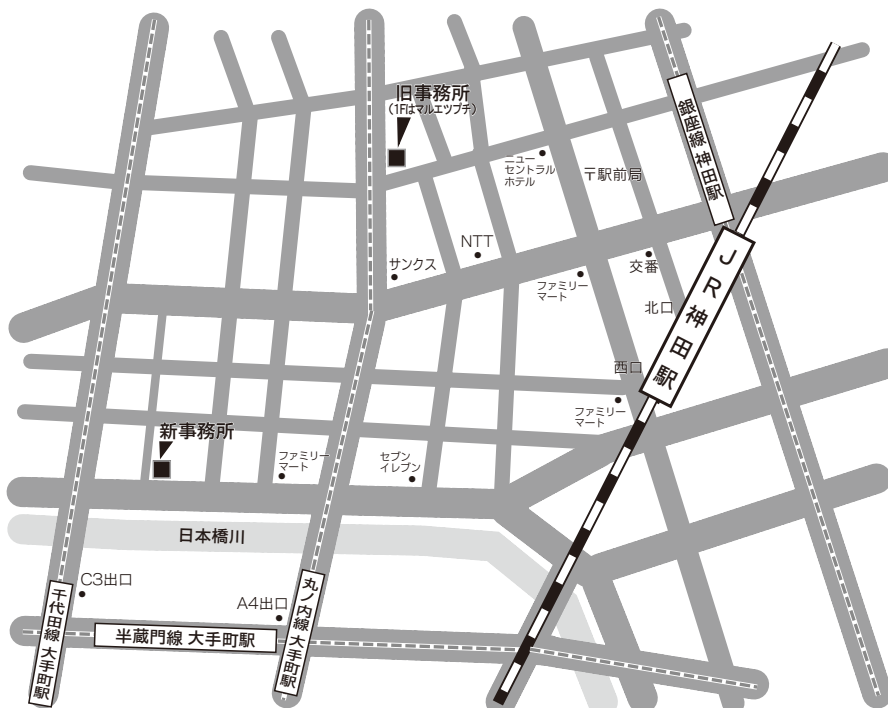 旧事務所
(1Fはマルエツプチ)
銀座線 神田駅
ニュー
セントラル
ホテル
〒駅前局
NTT
サンクス
交番
ファミリー
マート
北口
JR神田駅
西口
ファミリー
マート
新事務所
ファミリー
マート
セブン
イレブン
日本橋川
C3出口
A4出口
千代田線 大手町駅
半蔵門線 大手町駅
丸ノ内線 大手町駅